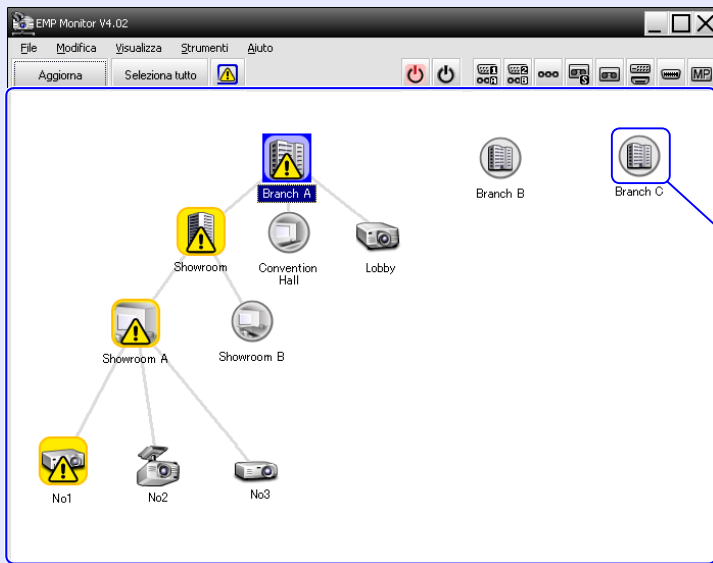 EMP Monitor V4.02
File Modifica Visualizza Strumenti Aiuto
Aggiorna Seleziona tutto
MP
Branch A
Branch B
Branch C
Showroom
Convention
Hall
Lobby
Showroom A
Showroom B
No1
No2
No3